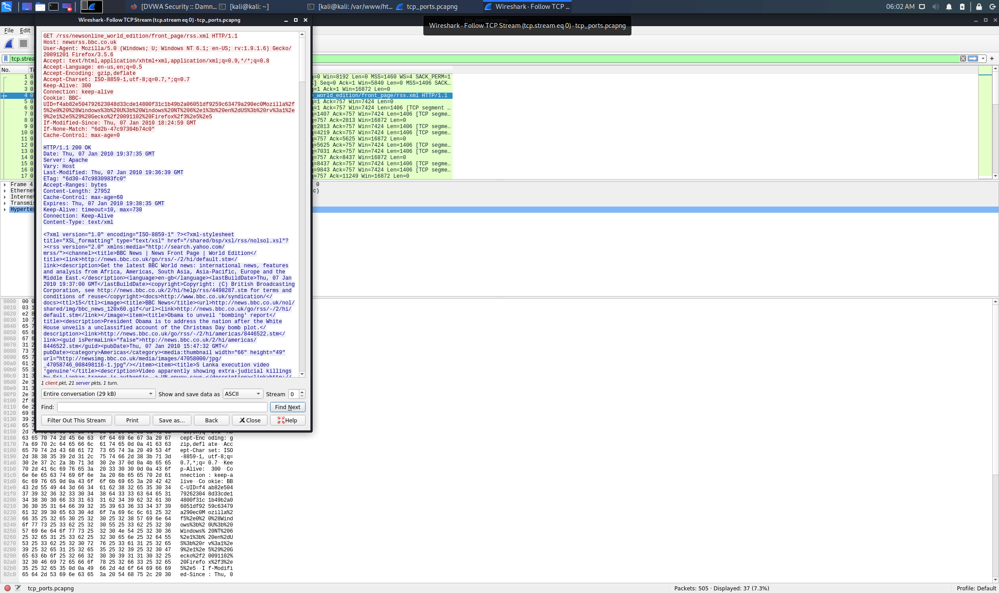 [DVWA Security :: Damn...
[kali@kali: ~]
[kali@kali: /var/www/ht...
tcp_ports.pcapng
Wireshark · Follow TCP ...
06:02 AM
Wireshark · Follow TCP Stream (tcp.stream eq 0) · tcp_ports.pcapng
Wireshark · Follow TCP Stream (tcp.stream eq 0) · tcp_ports.pcapng
File Edit
tcp.strea
No. Ti
GET /rss/newsonline_world_edition/front_page/rss.xml HTTP/1.1
Host: newsrss.bbc.co.uk
User-Agent: Mozilla/5.0 (Windows; U; Windows NT 6.1; en-US; rv:1.9.1.6) Gecko/
20091201 Firefox/3.5.6
Accept: text/html,application/xhtml+xml,application/xml;q=0.9,*/*;q=0.8
Accept-Language: en-us,en;q=0.5
Accept-Encoding: gzip,deflate
Accept-Charset: ISO-8859-1,utf-8;q=0.7,*;q=0.7
Keep-Alive: 300
Connection: keep-alive
Cookie: BBC-
UID=f4ab82e504792623048d33cde14800f31c1b49b2a06051df9259c63479a290ec0Mozilla%2f
5%2e0%20%28Windows%3b%20U%3b%20Windows%20NT%206%2e1%3b%20en%2dUS%3b%20rv%3a1%2e
9%2e1%2e5%29%20Gecko%2f20091102%20Firefox%2f3%2e5%2e5
If-Modified-Since: Thu, 07 Jan 2010 18:24:59 GMT
If-None-Match: "6d2b-47c97304b74c0"
Cache-Control: max-age=0
HTTP/1.1 200 OK
Date: Thu, 07 Jan 2010 19:37:35 GMT
Server: Apache
Vary: Host
Last-Modified: Thu, 07 Jan 2010 19:36:39 GMT
ETag: "6d30-47c9830983fc0"
Accept-Ranges: bytes
Content-Length: 27952
Cache-Control: max-age=60
Expires: Thu, 07 Jan 2010 19:38:35 GMT
Keep-Alive: timeout=10, max=730
Connection: Keep-Alive
Content-Type: text/xml
<?xml version="1.0" encoding="ISO-8859-1" ?><?xml-stylesheet
title="XSL_formatting" type="text/xsl" href="/shared/bsp/xsl/rss/nolsol.xsl"?
><rss version="2.0" xmlns:media="http://search.yahoo.com/
mrss/"><channel><title>BBC News | News Front Page | World Edition</
title><link>http://news.bbc.co.uk/go/rss/-/2/hi/default.stm</
link><description>Get the latest BBC World news: international news, features
and analysis from Africa, Americas, South Asia, Asia-Pacific, Europe and the
Middle East.</description><language>en-gb</language><lastBuildDate>Thu, 07 Jan
2010 19:37:00 GMT</lastBuildDate><copyright>Copyright: (C) British Broadcasting
Corporation, see http://news.bbc.co.uk/2/hi/help/rss/4498287.stm for terms and
conditions of reuse</copyright><docs>http://www.bbc.co.uk/syndication/</
docs><ttl>15</ttl><image><title>BBC News</title><url>http://news.bbc.co.uk/nol/
shared/img/bbc_news_120x60.gif</url><link>http://news.bbc.co.uk/go/rss/-/2/hi/
default.stm</link></image><item><title>Obama to unveil 'bombing' report</
title><description>President Obama is to address the nation after the White
House unveils a unclassified account of the Christmas Day bomb plot.</
description><link>http://news.bbc.co.uk/go/rss/-/2/hi/americas/8446522.stm</
link><guid isPermaLink="false">http://news.bbc.co.uk/2/hi/americas/
8446522.stm</guid><pubDate>Thu, 07 Jan 2010 15:47:32 GMT</
pubDate><category>Americas</category><media:thumbnail width="66" height="49"
url="http://newsimg.bbc.co.uk/media/images/47058000/jpg/
_47058746_008498116-1.jpg"/></item><item><title>S Lanka execution video
'genuine'</title><description>Video apparently showing extra-judicial killings
by Sri Lankan troops is authentic, a UN envoy says.</description><link>http://
1 client pkt, 21 server pkts, 1 turn.
Entire conversation (29 kB) Show and save data as ASCII Stream 0
Find: Find Next
Filter Out This Stream Print Save as... Back Close Help
1 0 =0 Win=8192 Len=0 MSS=1460 WS=4 SACK_PERM=1
2 0 ] Seq=0 Ack=1 Win=5840 Len=0 MSS=1406 SACK…
3 0 =1 Ack=1 Win=16872 Len=0
4 0 _world_edition/front_page/rss.xml HTTP/1.1
5 0 =1 Ack=757 Win=7424 Len=0
6 0 =1 Ack=757 Win=7424 Len=1406 [TCP segment …
7 0 =1407 Ack=757 Win=7424 Len=1406 [TCP segme…
8 0 =757 Ack=2813 Win=16872 Len=0
9 0 =2813 Ack=757 Win=7424 Len=1406 [TCP segme…
10 0 =4219 Ack=757 Win=7424 Len=1406 [TCP segme…
11 0 =757 Ack=5625 Win=16872 Len=0
12 0 =5625 Ack=757 Win=7424 Len=1406 [TCP segme…
13 0 =7031 Ack=757 Win=7424 Len=1406 [TCP segme…
14 0 =757 Ack=8437 Win=16872 Len=0
15 0 =8437 Ack=757 Win=7424 Len=1406 [TCP segme…
16 0 =9843 Ack=757 Win=7424 Len=1406 [TCP segme…
17 0 =757 Ack=11249 Win=16872 Len=0
Frame 4 0
Ethernet c)
Internet
Transmis
Hypertex
0000 00 0
0010 03 1
0020 e2 8
0030 10 7
0040 65 7
0050 65 6
0060 67 6
0070 31 2
0080 73 7
0090 65 7
00a0 61 2
00b0 55 3
00c0 31 3
00d0 2e 3
00e0 31 3
00f0 2e 3
0100 2f 6
0110 6e 2
0120 69 6
0130 39 2
0140 65 7
0150 2d 7
0160 63 65 70 74 2d 45 6e 63 6f 64 69 6e 67 3a 20 67 cept-Enc oding: g
0170 7a 69 70 2c 64 65 66 6c 61 74 65 0d 0a 41 63 63 zip,defl ate··Acc
0180 65 70 74 2d 43 68 61 72 73 65 74 3a 20 49 53 4f ept-Char set: ISO
0190 2d 38 38 35 39 2d 31 2c 75 74 66 2d 38 3b 71 3d -8859-1, utf-8;q=
01a0 30 2e 37 2c 2a 3b 71 3d 30 2e 37 0d 0a 4b 65 65 0.7,*;q= 0.7··Kee
01b0 70 2d 41 6c 69 76 65 3a 20 33 30 30 0d 0a 43 6f p-Alive: 300··Co
01c0 6e 6e 65 63 74 69 6f 6e 3a 20 6b 65 65 70 2d 61 nnection : keep-a
01d0 6c 69 76 65 0d 0a 43 6f 6f 6b 69 65 3a 20 42 42 live··Co okie: BB
01e0 43 2d 55 49 44 3d 66 34 61 62 38 32 65 35 30 34 C-UID=f4 ab82e504
01f0 37 39 32 36 32 33 30 34 38 64 33 33 63 64 65 31 79262304 8d33cde1
0200 34 38 30 30 66 33 31 63 31 62 34 39 62 32 61 30 4800f31c 1b49b2a0
0210 36 30 35 31 64 66 39 32 35 39 63 36 33 34 37 39 6051df92 59c63479
0220 61 32 39 30 65 63 30 4d 6f 7a 69 6c 6c 61 25 32 a290ec0M ozilla%2
0230 66 35 25 32 65 30 25 32 30 25 32 38 57 69 6e 64 f5%2e0%2 0%28Wind
0240 6f 77 73 25 33 62 25 32 30 55 25 33 62 25 32 30 ows%3b%2 0U%3b%20
0250 57 69 6e 64 6f 77 73 25 32 30 4e 54 25 32 30 36 Windows% 20NT%206
0260 25 32 65 31 25 33 62 25 32 30 65 6e 25 32 64 55 %2e1%3b% 20en%2dU
0270 53 25 33 62 25 32 30 72 76 25 33 61 31 25 32 65 S%3b%20r v%3a1%2e
0280 39 25 32 65 31 25 32 65 35 25 32 39 25 32 30 47 9%2e1%2e 5%29%20G
0290 65 63 6b 6f 25 32 66 32 30 30 39 31 31 30 32 25 ecko%2f2 0091102%
02a0 32 30 46 69 72 65 66 6f 78 25 32 66 33 25 32 65 20Firefo x%2f3%2e
02b0 35 25 32 65 35 0d 0a 49 66 2d 4d 6f 64 69 66 69 5%2e5··I f-Modifi
02c0 65 64 2d 53 69 6e 63 65 3a 20 54 68 75 2c 20 30 ed-Since : Thu, 0
tcp_ports.pcapng Packets: 505 · Displayed: 37 (7.3%) Profile: Default